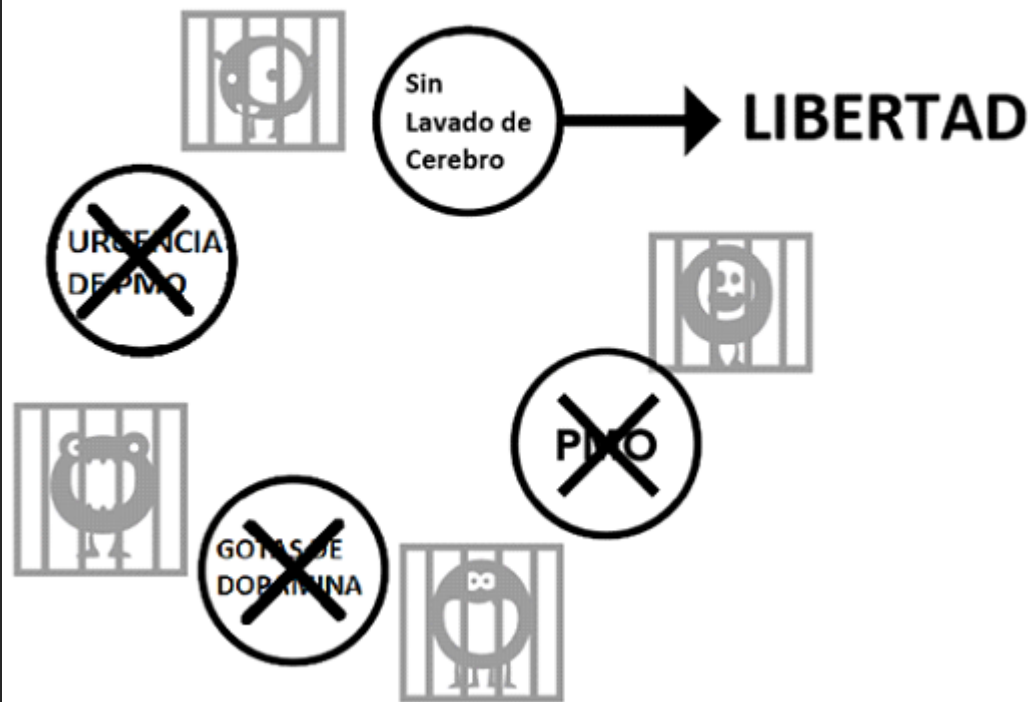 Sin
Lavado de
Cerebro
LIBERTAD
URGENCIA
DE PMO
PMO
GOTAS DE
DOPAMINA